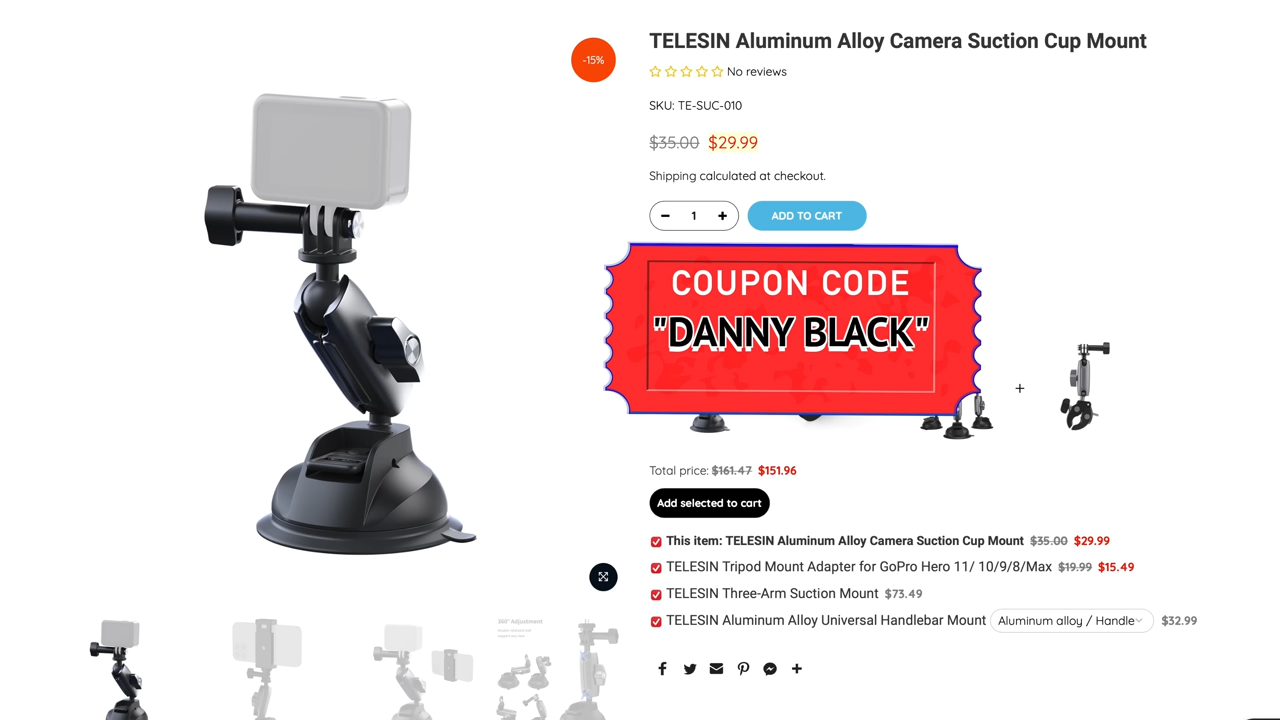 -15%
TELESIN Aluminum Alloy Camera Suction Cup Mount
No reviews
SKU: TE-SUC-010
$35.00 $29.99
Shipping calculated at checkout.
1
ADD TO CART
COUPON CODE
"DANNY BLACK"
+
Total price: $161.47 $151.96
Add selected to cart
This item: TELESIN Aluminum Alloy Camera Suction Cup Mount $35.00 $29.99
TELESIN Tripod Mount Adapter for GoPro Hero 11/ 10/9/8/Max $19.99 $15.49
TELESIN Three-Arm Suction Mount $73.49
TELESIN Aluminum Alloy Universal Handlebar Mount Aluminum alloy / Handle $32.99
360° Adjustment